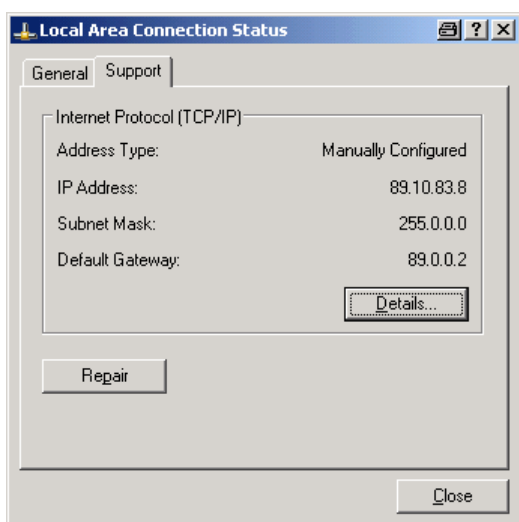 Local Area Connection Status
General Support
Internet Protocol (TCP/IP)
Address Type: Manually Configured
IP Address: 89.10.83.8
Subnet Mask: 255.0.0.0
Default Gateway: 89.0.0.2
Details...
Repair
Close